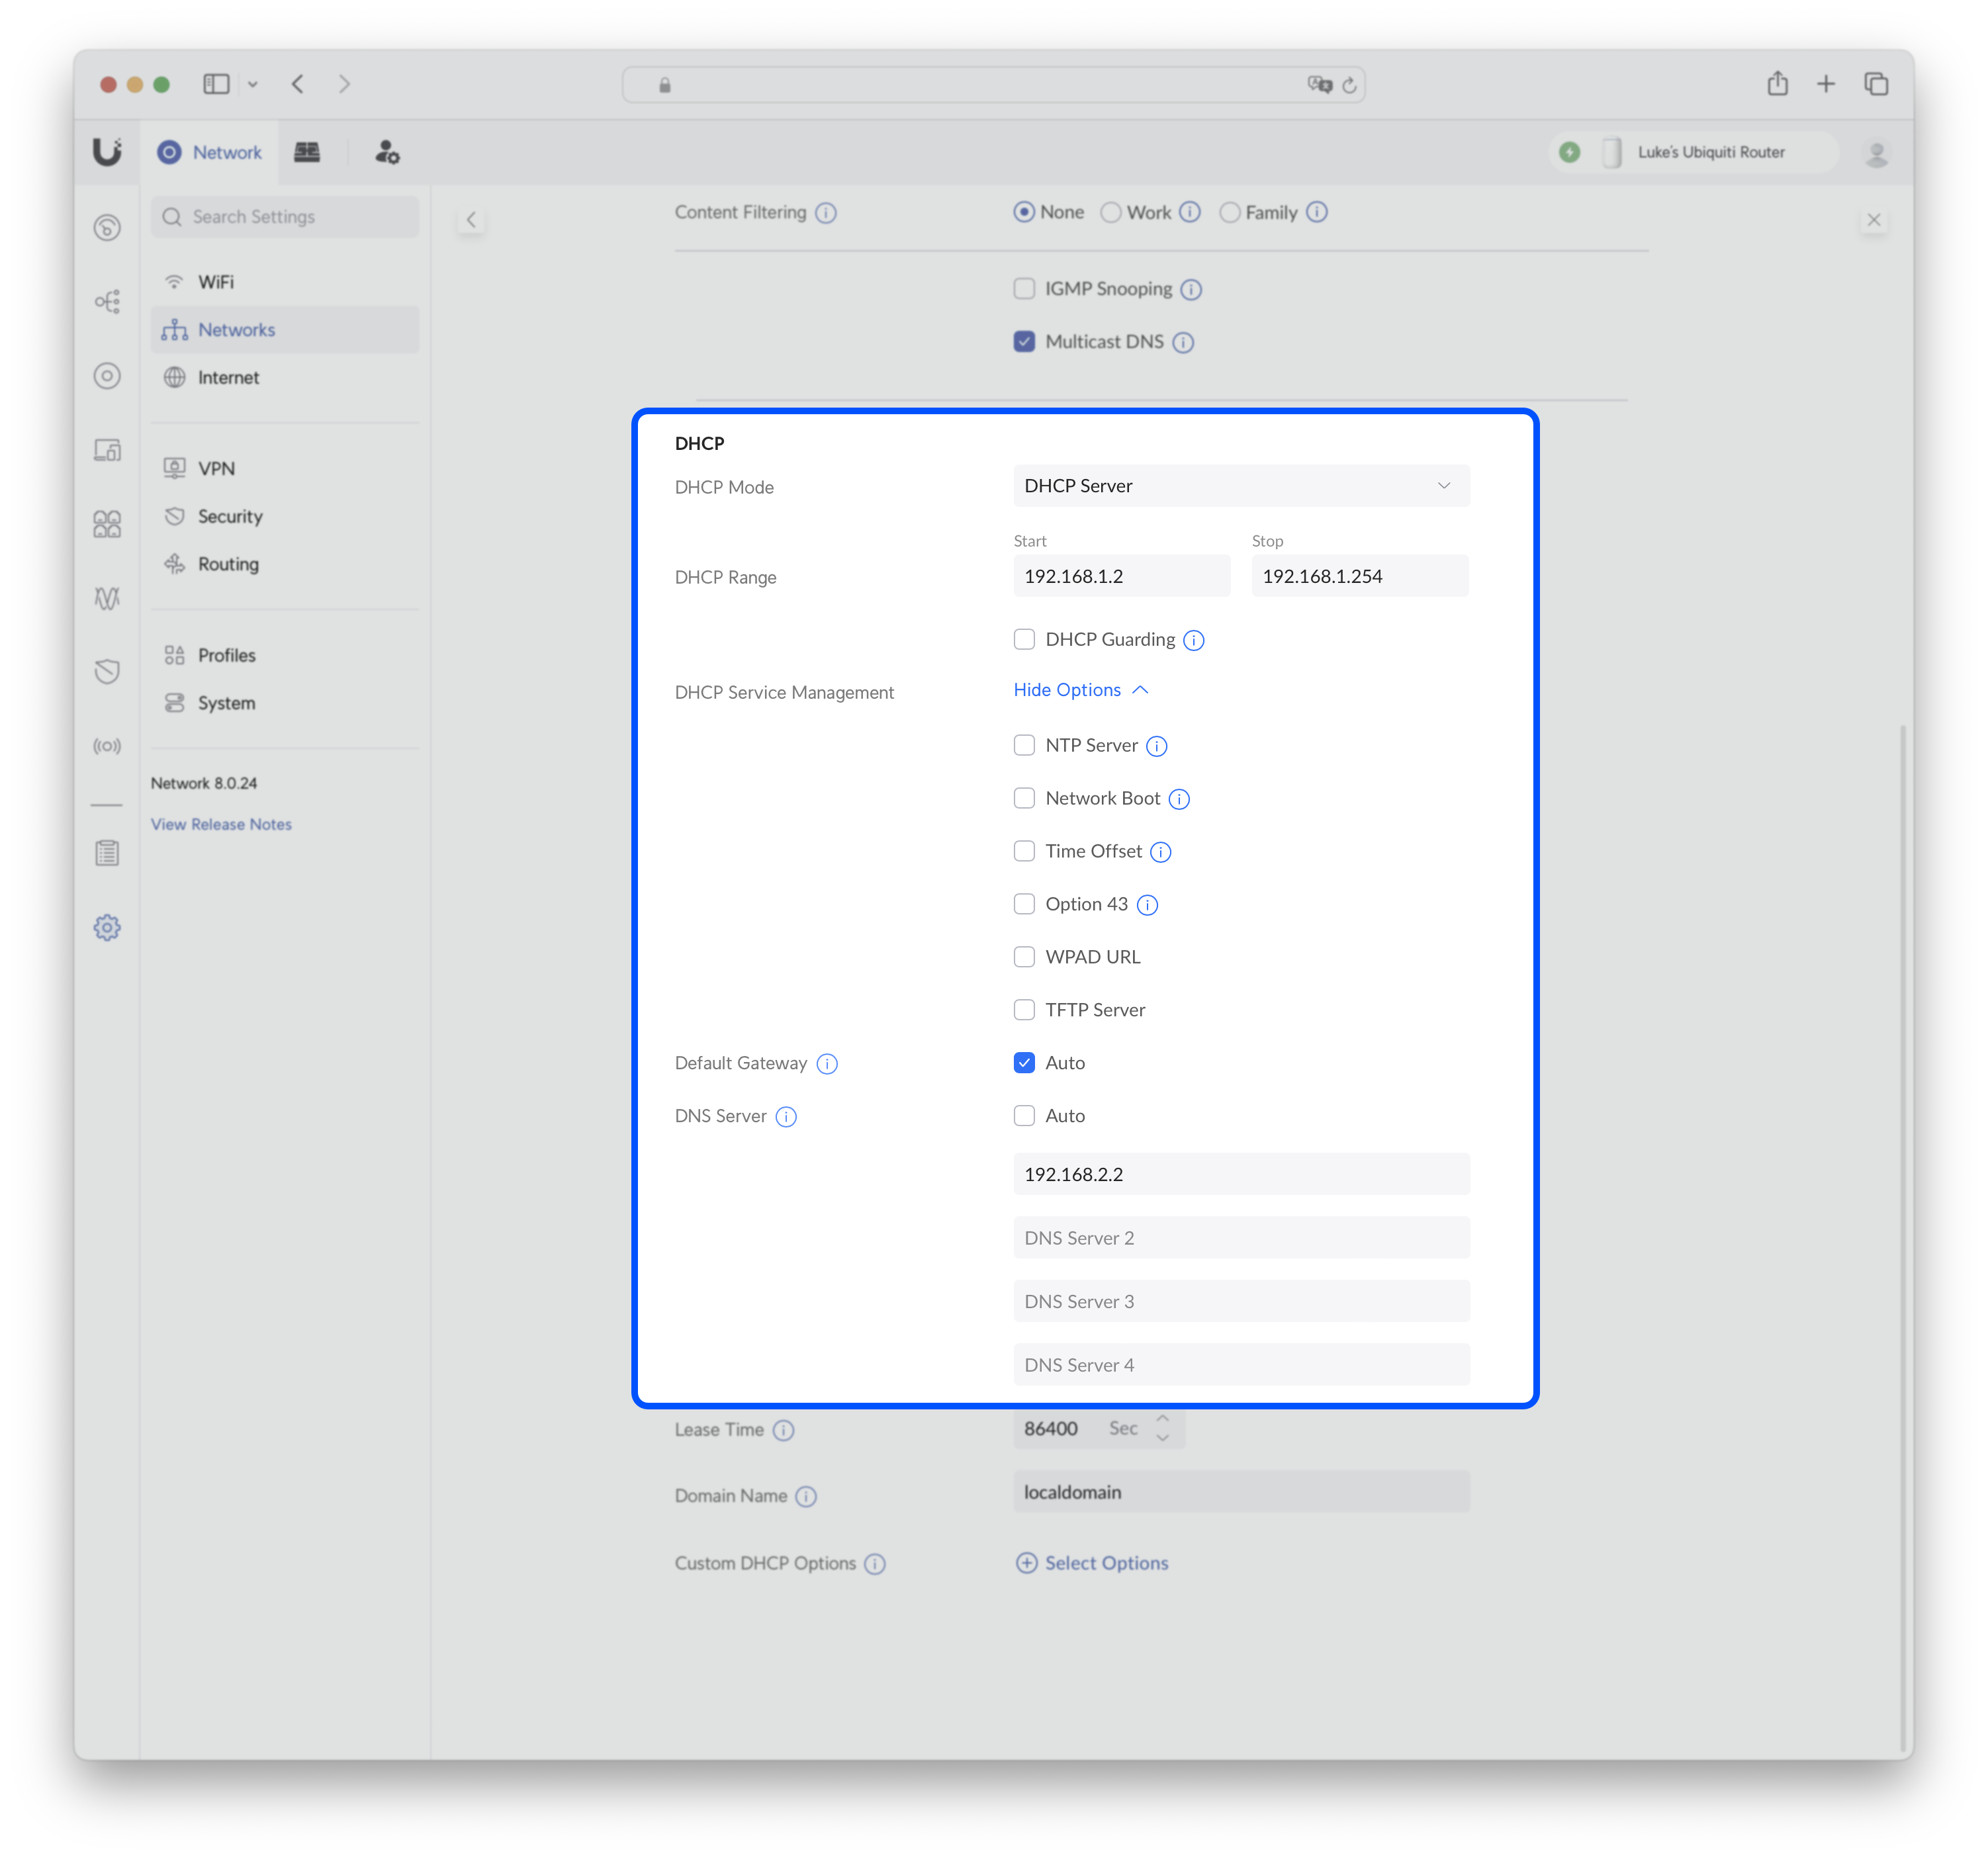 Network
Luke's Ubiquiti Router
Search Settings
WiFi
Networks
Internet
VPN
Security
Routing
Profiles
System
Network 8.0.24
View Release Notes
Content Filtering None Work Family
IGMP Snooping
Multicast DNS
DHCP
DHCP Mode DHCP Server
Start Stop
DHCP Range 192.168.1.2 192.168.1.254
DHCP Guarding
DHCP Service Management Hide Options
NTP Server
Network Boot
Time Offset
Option 43
WPAD URL
TFTP Server
Default Gateway Auto
DNS Server Auto
192.168.2.2
DNS Server 2
DNS Server 3
DNS Server 4
Lease Time 86400 Sec
Domain Name localdomain
Custom DHCP Options Select Options